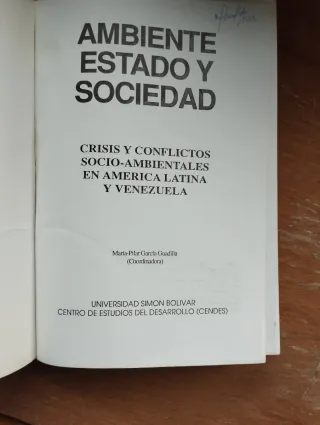 AMBIENTE
ESTADO Y
SOCIEDAD
CRISIS Y CONFLICTOS
SOCIO-AMBIENTALES
EN AMERICA LATINA
Y VENEZUELA
María-Pilar García Guadilla
(Coordinadora)
UNIVERSIDAD SIMON BOLIVAR
CENTRO DE ESTUDIOS DEL DESARROLLO (CENDES)